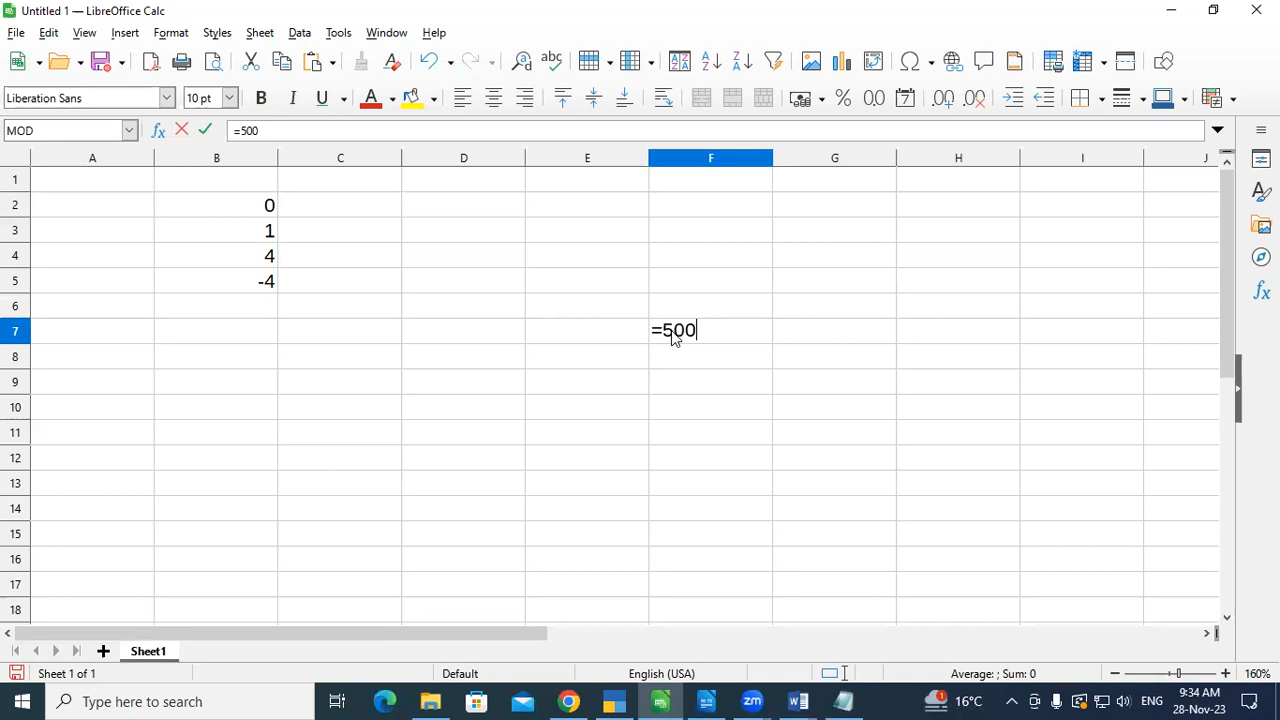 Untitled 1 — LibreOffice Calc
File Edit View Insert Format Styles Sheet Data Tools Window Help
Liberation Sans 10 pt
MOD =500
A B C D E F G H I J
1
2 0
3 1
4 4
5 -4
6
7 =500
8
9
10
11
12
13
14
15
16
17
18
Sheet1
Sheet 1 of 1 Default English (USA) Average: ; Sum: 0 160%
Type here to search 16°C ENG 9:34 AM
28-Nov-23